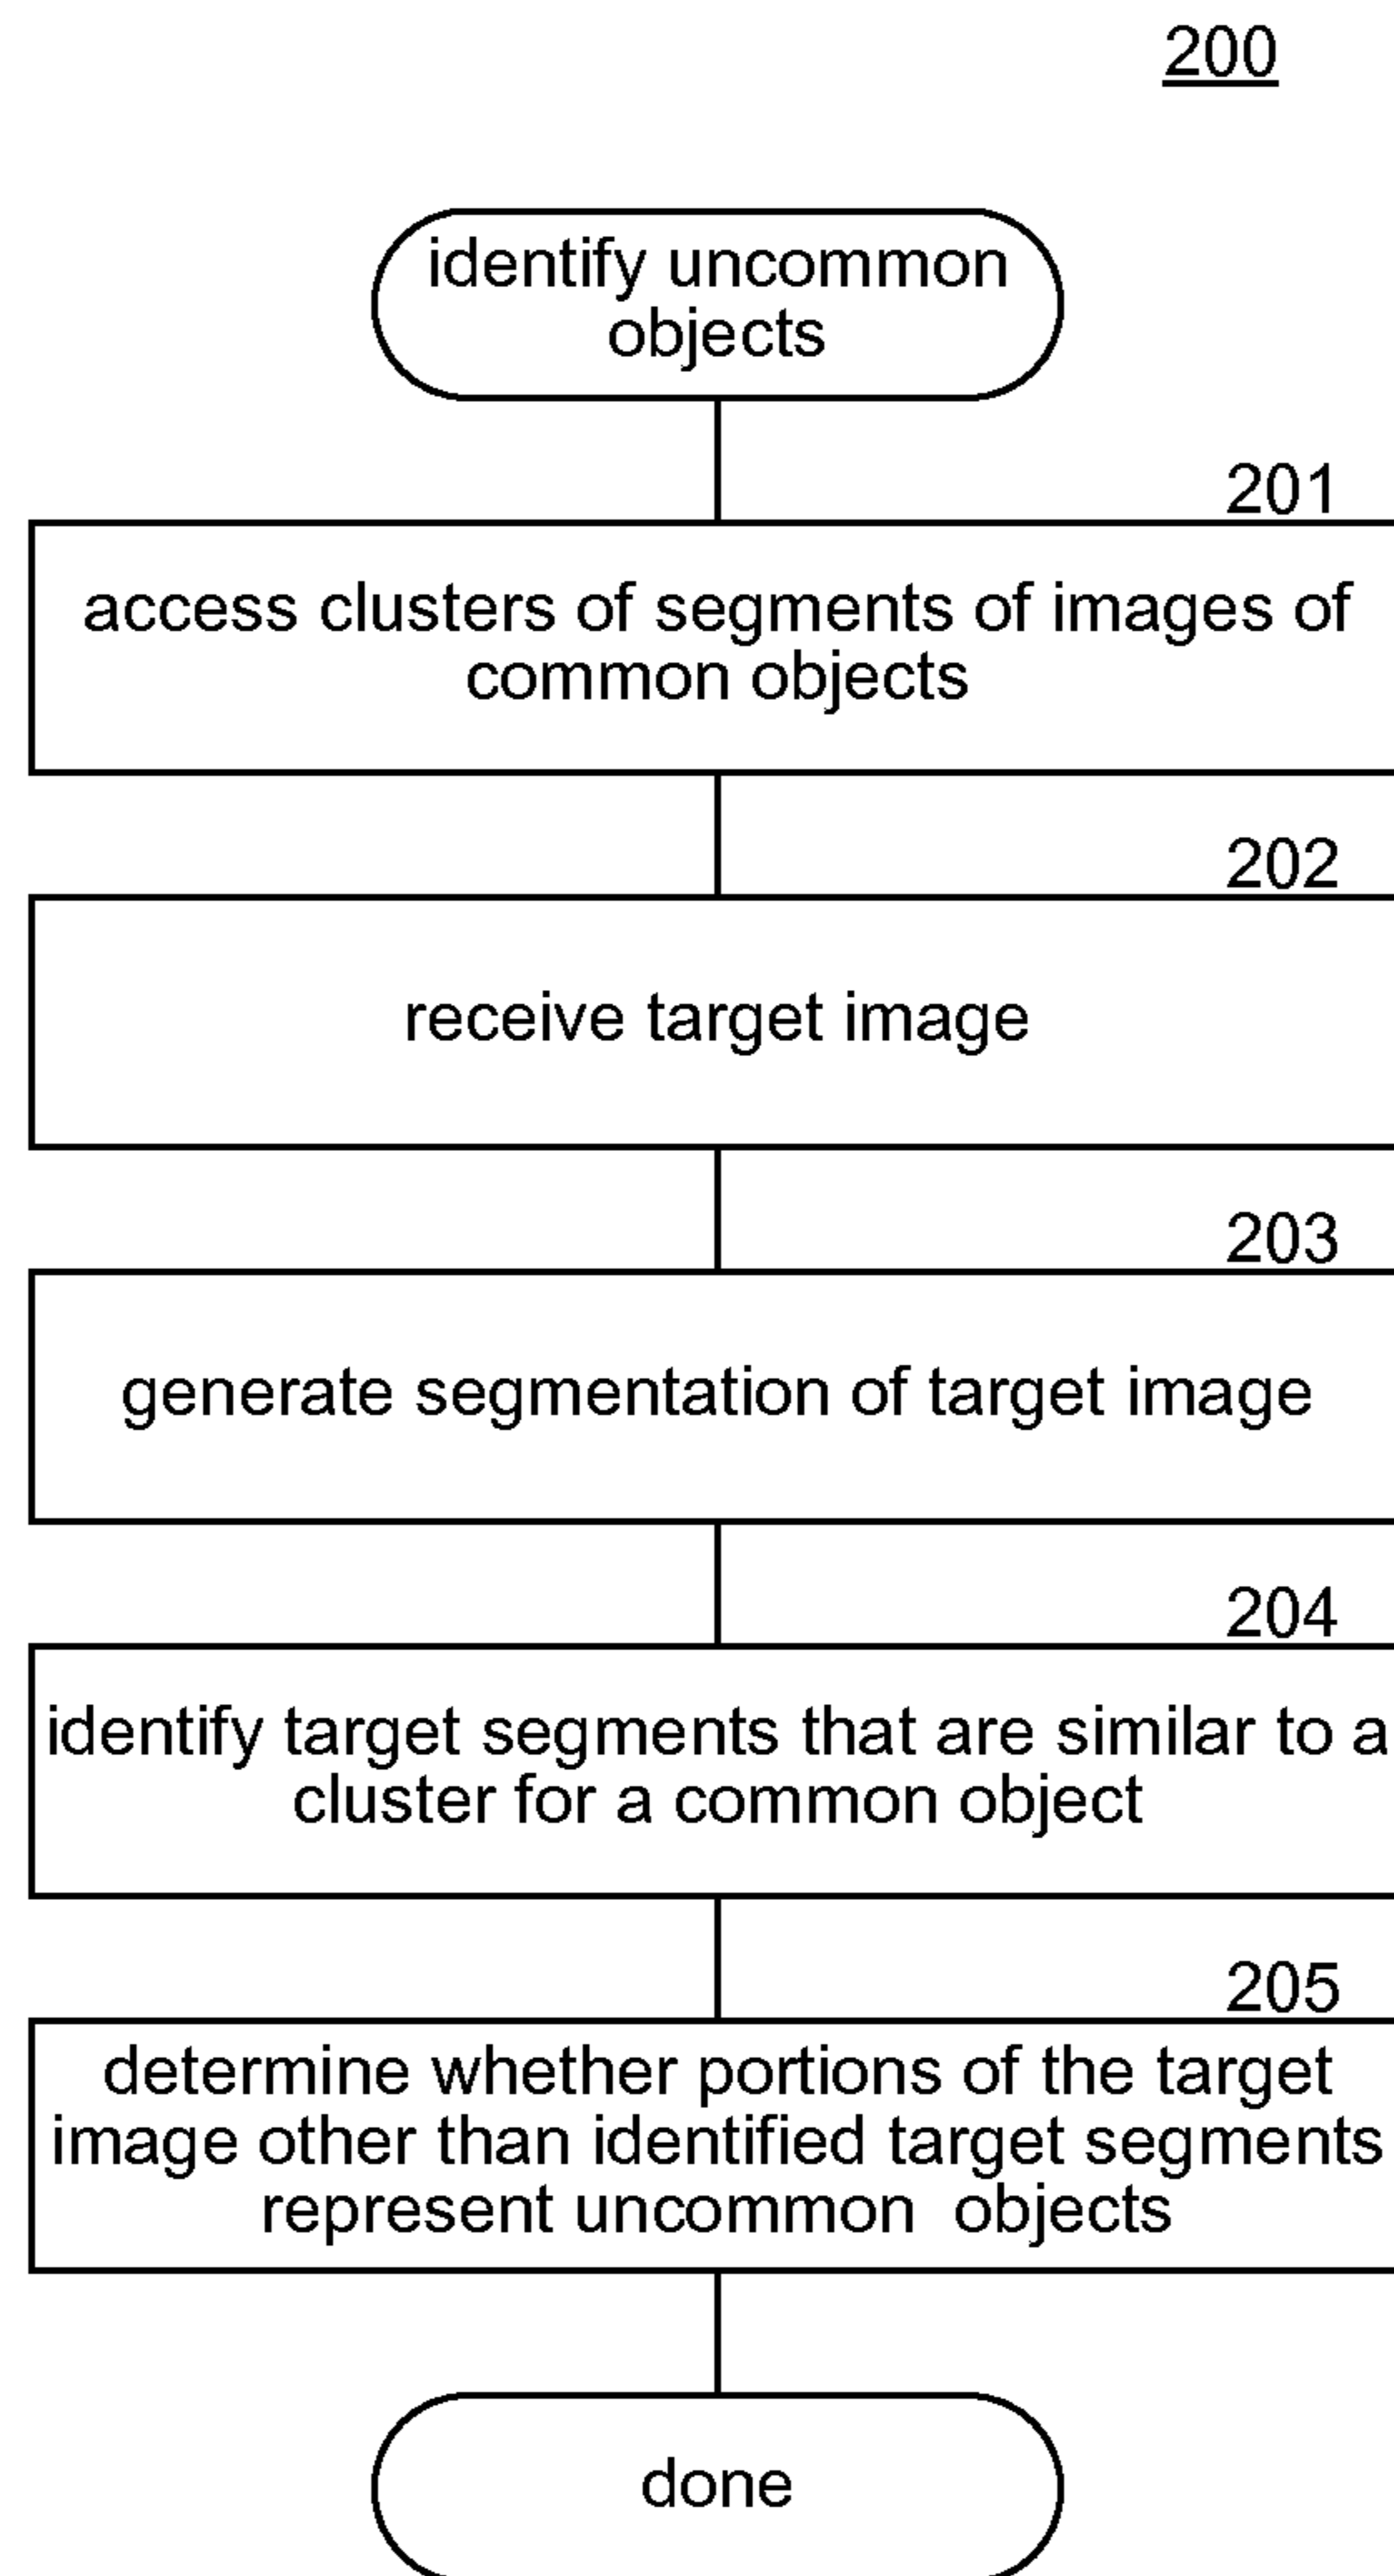 200
identify uncommon
objects
201
access clusters of segments of images of
common objects
202
receive target image
203
generate segmentation of target image
204
identify target segments that are similar to a
cluster for a common object
205
determine whether portions of the target
image other than identified target segments
represent uncommon objects
done